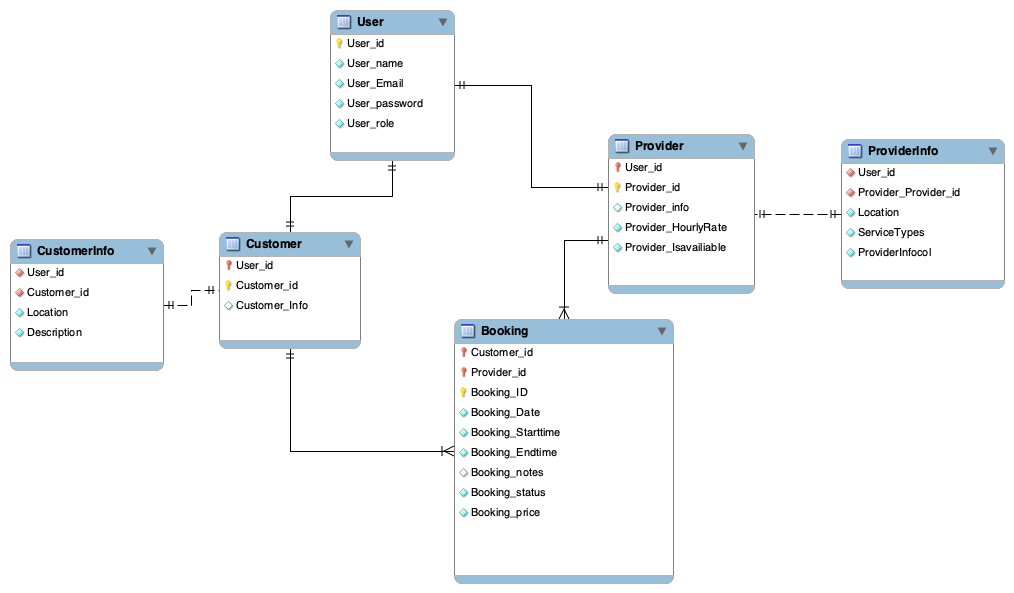 User
User_id
User_name
User_Email
User_password
User_role
Provider
User_id
Provider_id
Provider_info
Provider_HourlyRate
Provider_Isavailiable
ProviderInfo
User_id
Provider_Provider_id
Location
ServiceTypes
ProviderInfocol
CustomerInfo
User_id
Customer_id
Location
Description
Customer
User_id
Customer_id
Customer_Info
Booking
Customer_id
Provider_id
Booking_ID
Booking_Date
Booking_Starttime
Booking_Endtime
Booking_notes
Booking_status
Booking_price